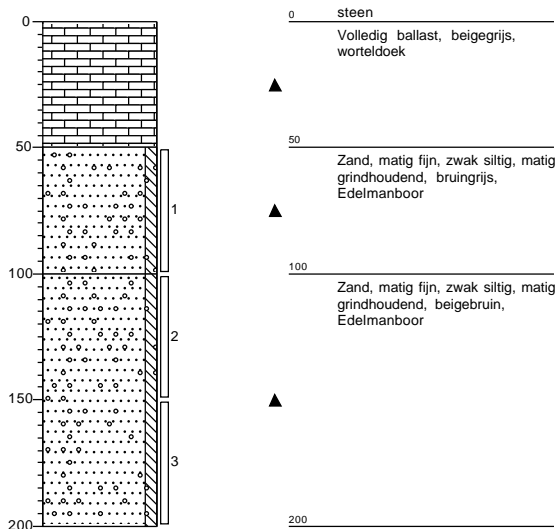 0
50
100
150
200
1
2
3
0
steen
Volledig ballast, beigegrijs,
worteldoek
50
Zand, matig fijn, zwak siltig, matig
grindhoudend, bruingrijs,
Edelmanboor
100
Zand, matig fijn, zwak siltig, matig
grindhoudend, beigebruin,
Edelmanboor
200